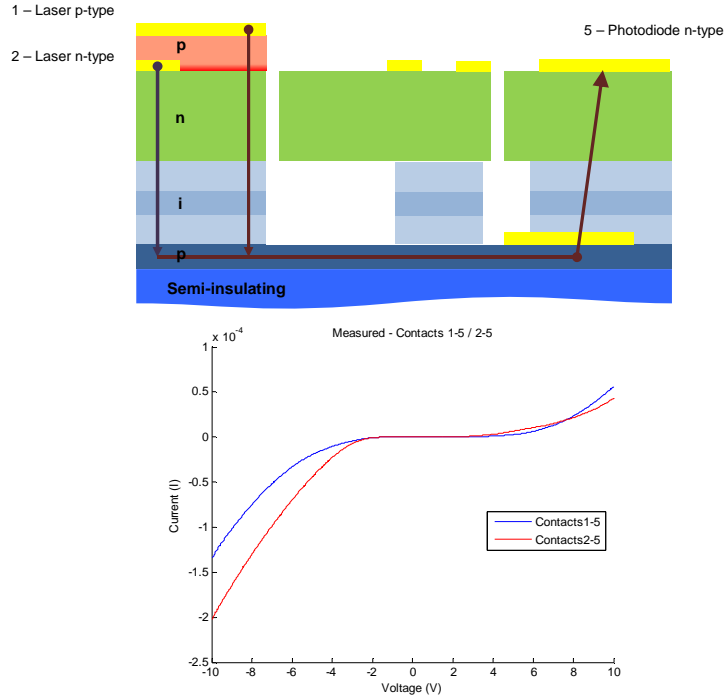 1 – Laser p-type
5 – Photodiode n-type
p
2 – Laser n-type
n
i
p
Semi-insulating
x 10^-4
Measured - Contacts 1-5 / 2-5
1
0.5
0
-0.5
-1
-1.5
-2
-2.5
Current (I)
Contacts1-5
Contacts2-5
-10 -8 -6 -4 -2 0 2 4 6 8 10
Voltage (V)